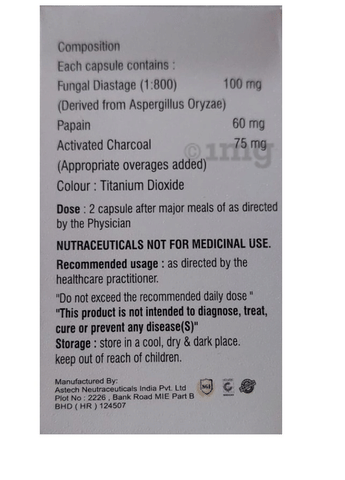 Composition
Each capsule contains :
Fungal Diastage (1:800) 100 mg
(Derived from Aspergillus Oryzae)
Papain 60 mg
Activated Charcoal 75 mg
©1mg
(Appropriate overages added)
Colour : Titanium Dioxide
Dose : 2 capsule after major meals of as directed
by the Physician
NUTRACEUTICALS NOT FOR MEDICINAL USE.
Recommended usage : as directed by the
healthcare practitioner.
"Do not exceed the recommended daily dose "
"This product is not intended to diagnose, treat,
cure or prevent any disease(S)"
Storage : store in a cool, dry & dark place.
keep out of reach of children.
Manufactured By:
Astech Neutraceuticals India Pvt. Ltd
Plot No : 2226 , Bank Road MIE Part B
BHD ( HR ) 124507